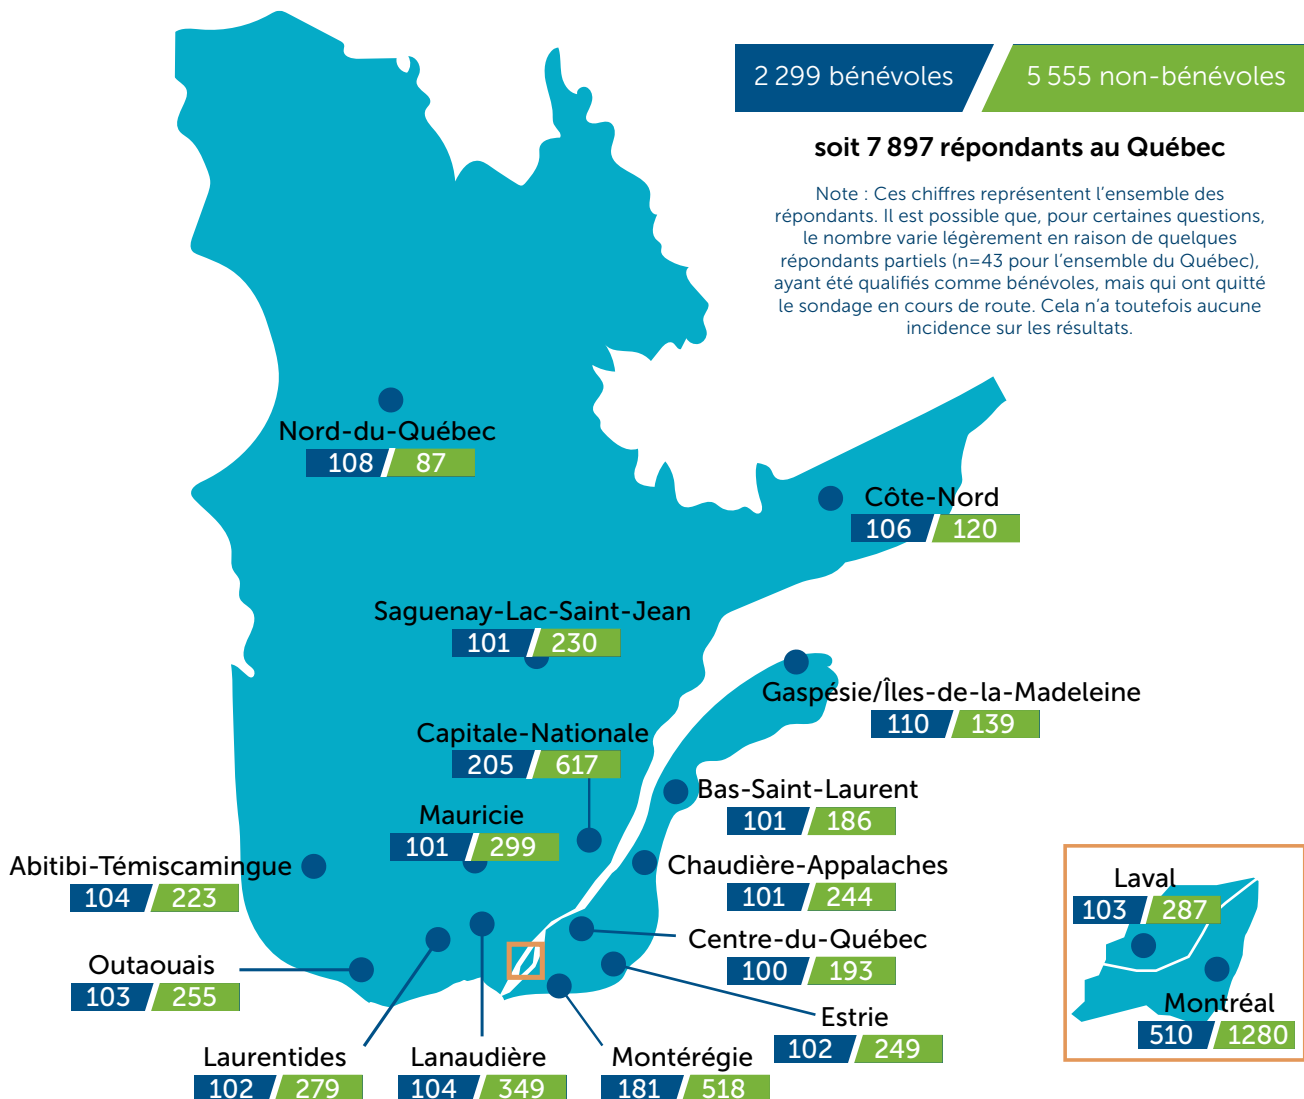 2 299 bénévoles
5 555 non-bénévoles
soit 7 897 répondants au Québec
Note : Ces chiffres représentent l’ensemble des
répondants. Il est possible que, pour certaines questions,
le nombre varie légèrement en raison de quelques
répondants partiels (n=43 pour l’ensemble du Québec),
ayant été qualifiés comme bénévoles, mais qui ont quitté
le sondage en cours de route. Cela n’a toutefois aucune
incidence sur les résultats.
Nord-du-Québec
108 87
Côte-Nord
106 120
Saguenay-Lac-Saint-Jean
101 230
Gaspésie/Îles-de-la-Madeleine
110 139
Capitale-Nationale
205 617
Bas-Saint-Laurent
101 186
Mauricie
101 299
Abitibi-Témiscamingue
104 223
Chaudière-Appalaches
101 244
Laval
103 287
Centre-du-Québec
100 193
Outaouais
103 255
Montréal
510 1280
Estrie
102 249
Laurentides
102 279
Lanaudière
104 349
Montérégie
181 518